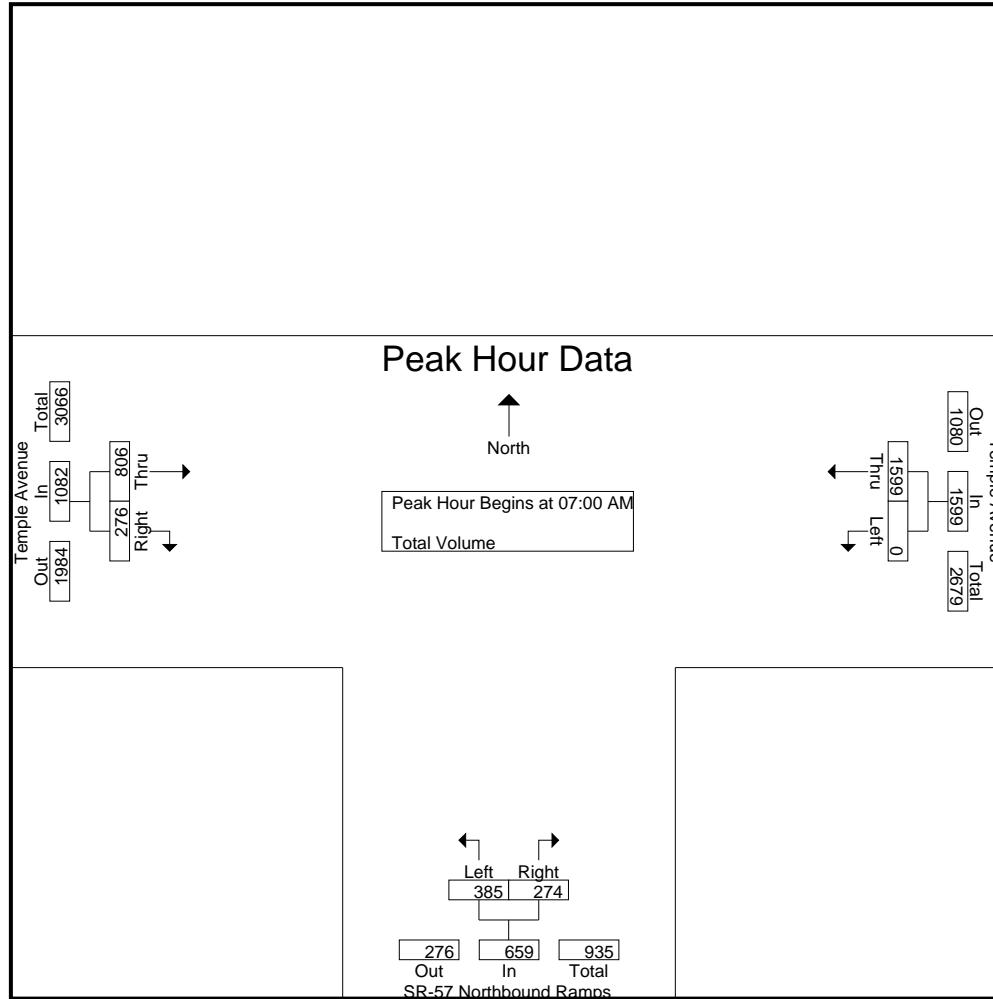 Peak Hour Data
North
Peak Hour Begins at 07:00 AM
Total Volume
Temple Avenue
Total
3066
In
1082
Out
1984
806
Thru
276
Right
Out
1080
In
1599
Total
2679
1599
Thru
0
Left
Left
Right
385
274
276
659
935
Out
In
Total
SR-57 Northbound Ramps